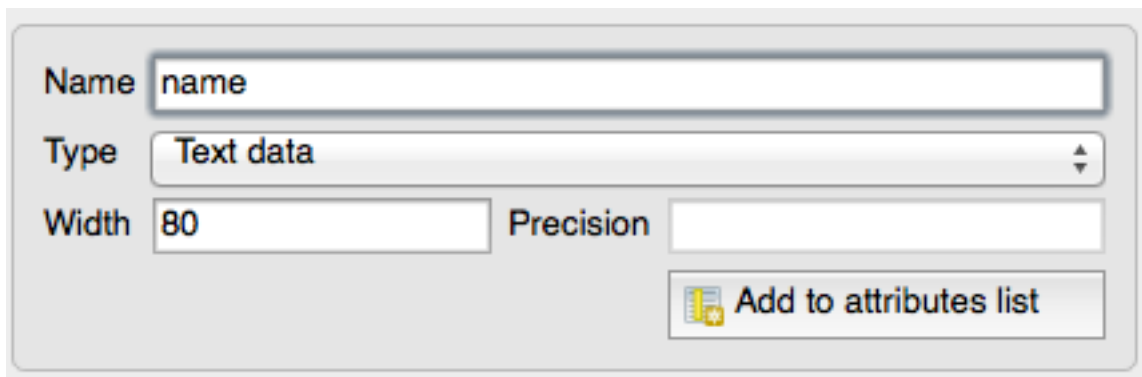 Name name
Type Text data
Width 80 Precision
Add to attributes list